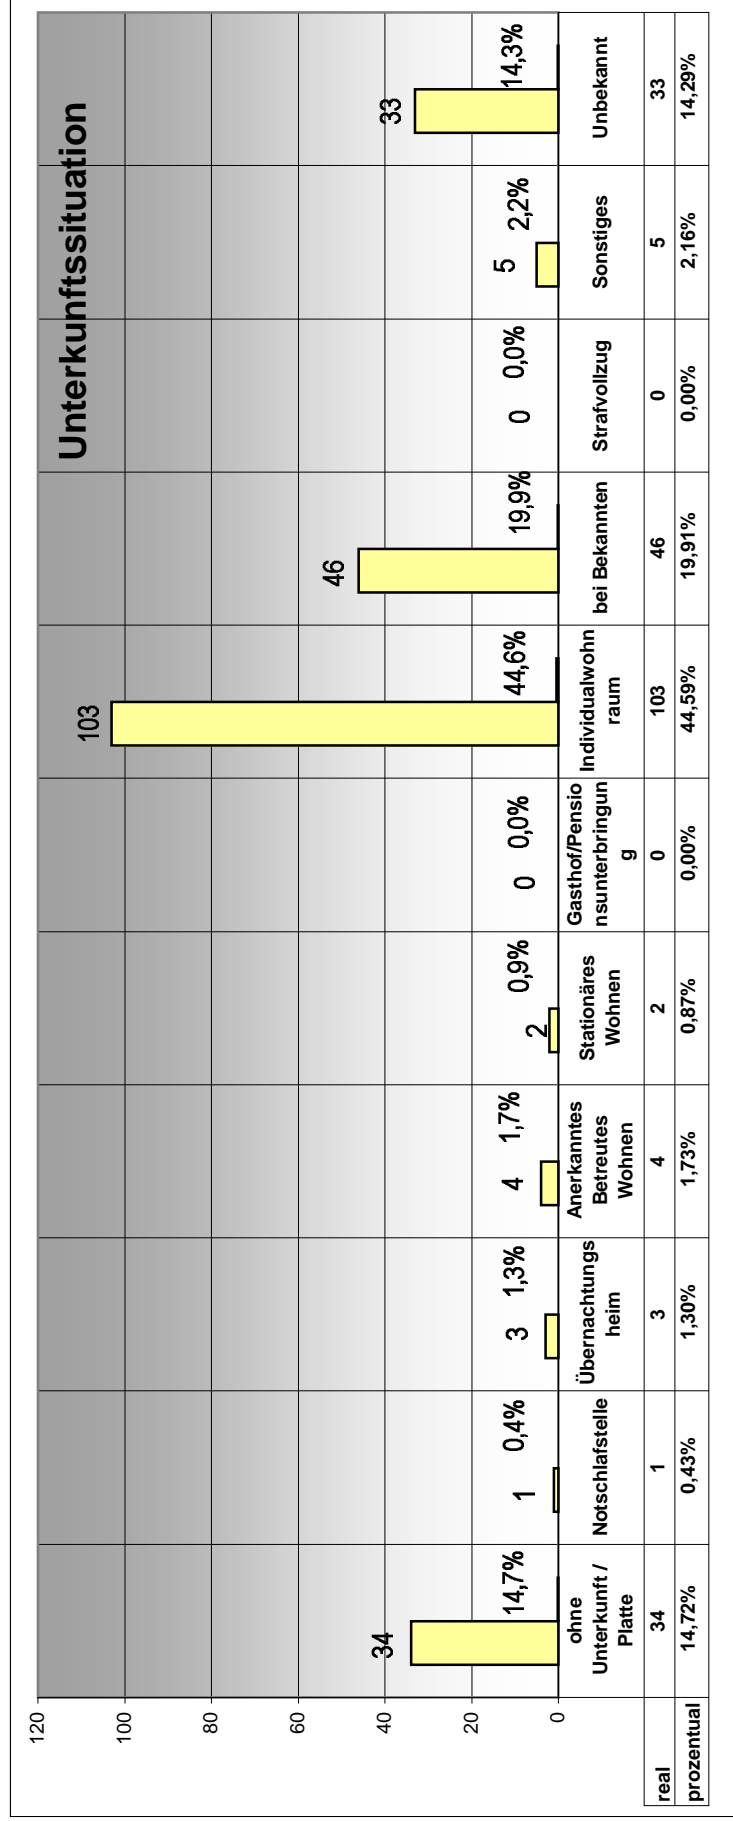 Unterkunftssituation
120
100
80
60
40
20
0
34
14,7%
1
0,4%
3
1,3%
4
1,7%
2
0,9%
0
0,0%
103
44,6%
46
19,9%
0
0,0%
5
2,2%
33
14,3%
ohne
Unterkunft /
Platte
Notschlafstelle
Übernachtungs
heim
Anerkanntes
Betreutes
Wohnen
Stationäres
Wohnen
Gasthof/Pensio
nsunterbringun
g
Individualwohn
raum
bei Bekannten
Strafvollzug
Sonstiges
Unbekannt
real 34 1 3 4 2 0 103 46 0 5 33
prozentual 14,72% 0,43% 1,30% 1,73% 0,87% 0,00% 44,59% 19,91% 0,00% 2,16% 14,29%